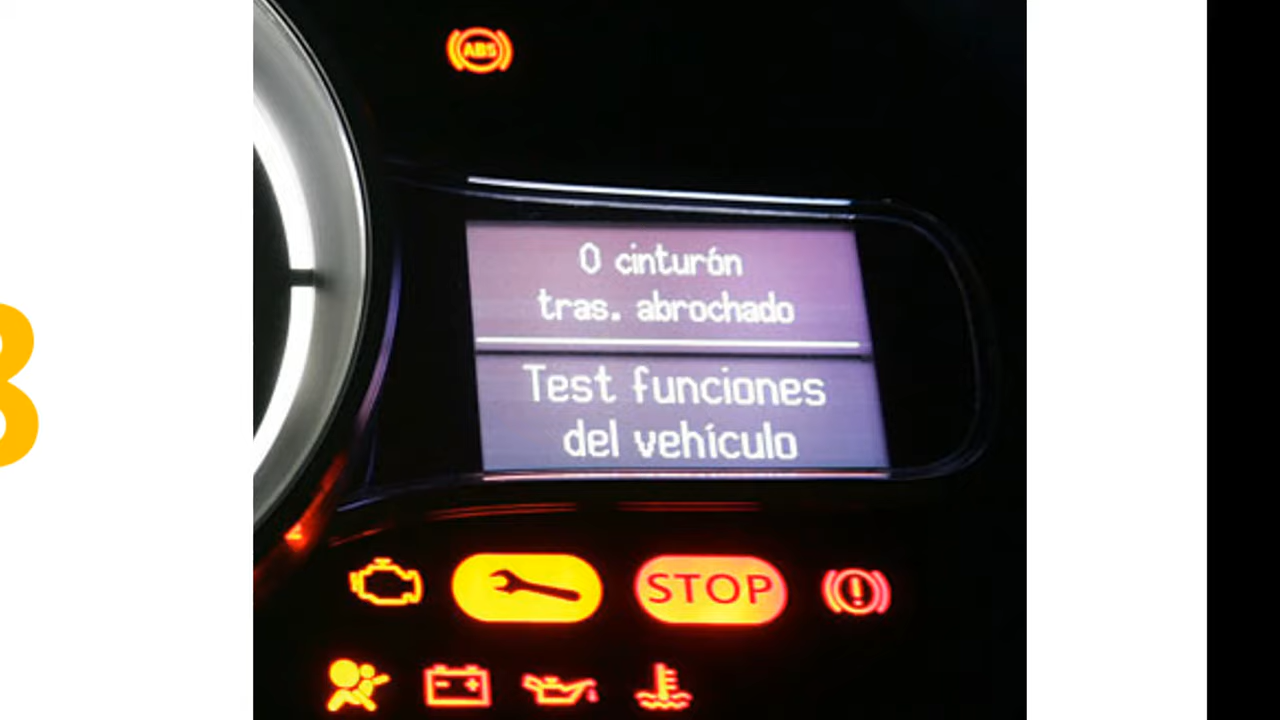 ABS
0 cinturón
tras. abrochado
Test funciones
del vehículo
STOP